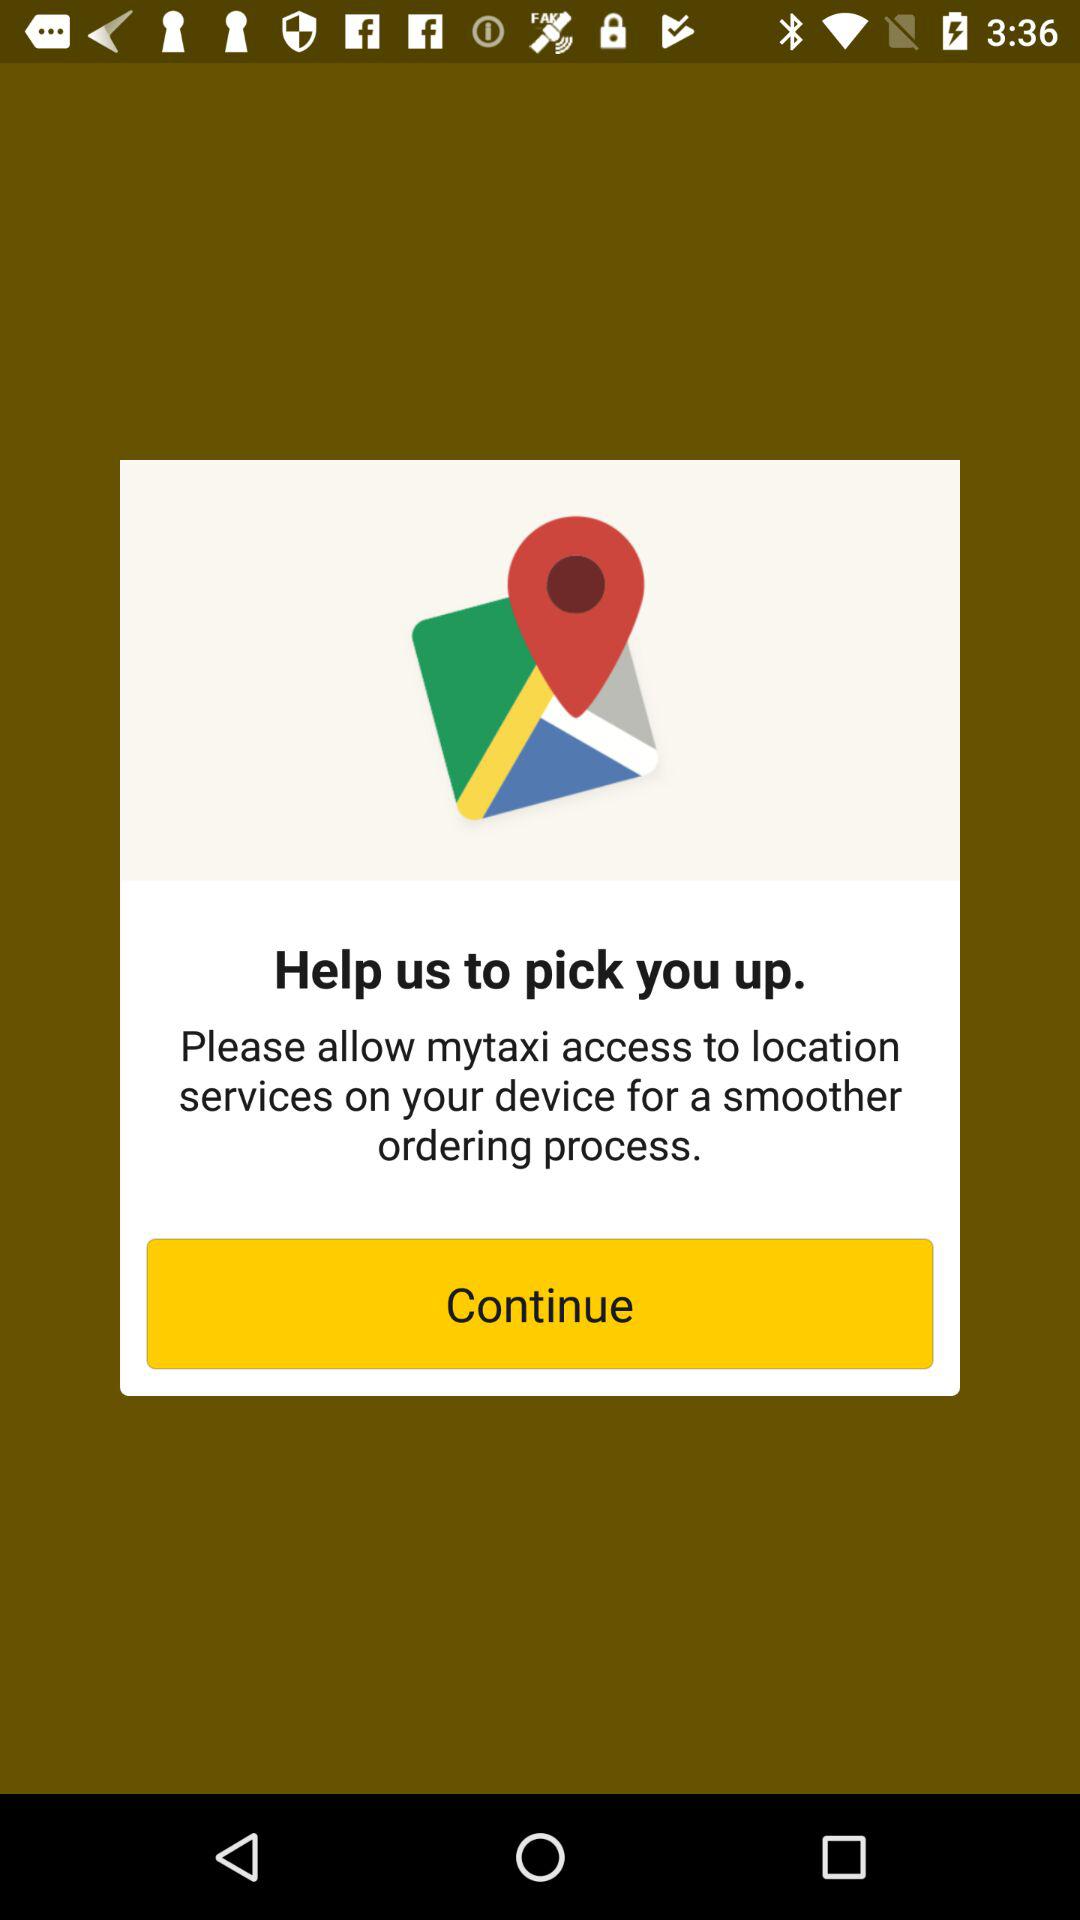 FAKE
3:36
Help us to pick you up.
Please allow mytaxi access to location
services on your device for a smoother
ordering process.
Continue